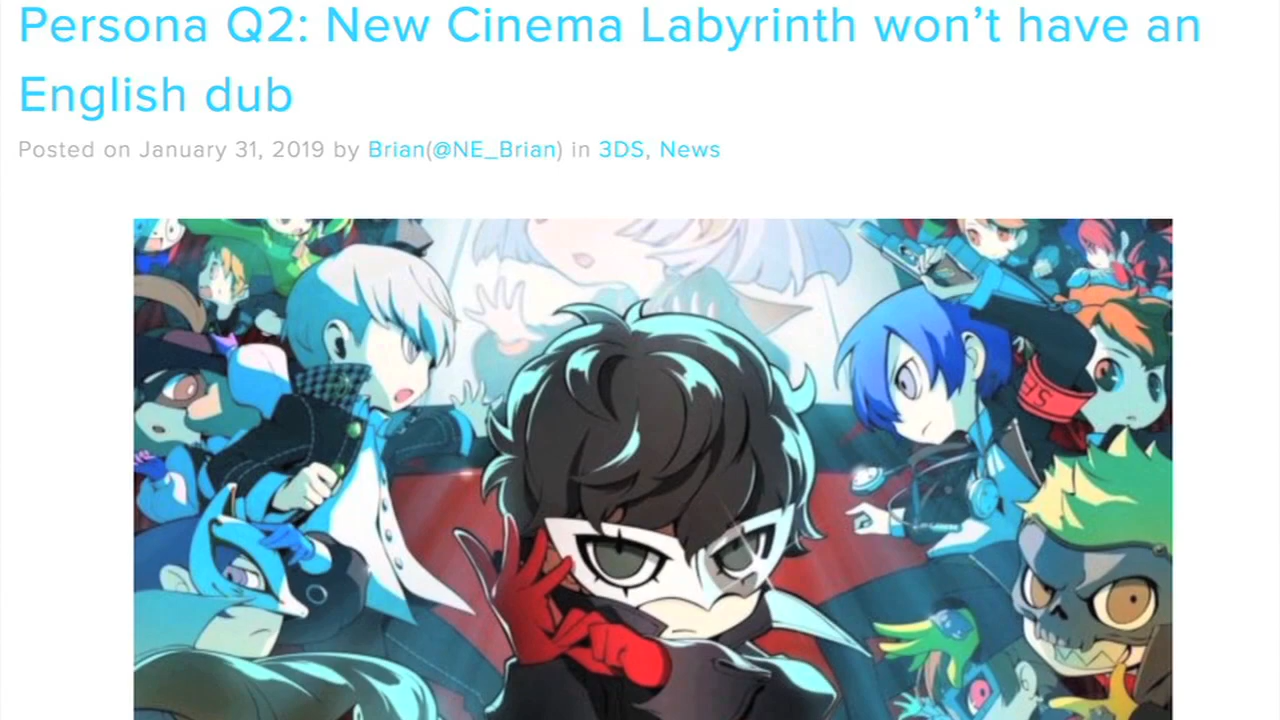 Persona Q2: New Cinema Labyrinth won’t have an
English dub
Posted on January 31, 2019 by Brian(@NE_Brian) in 3DS, News